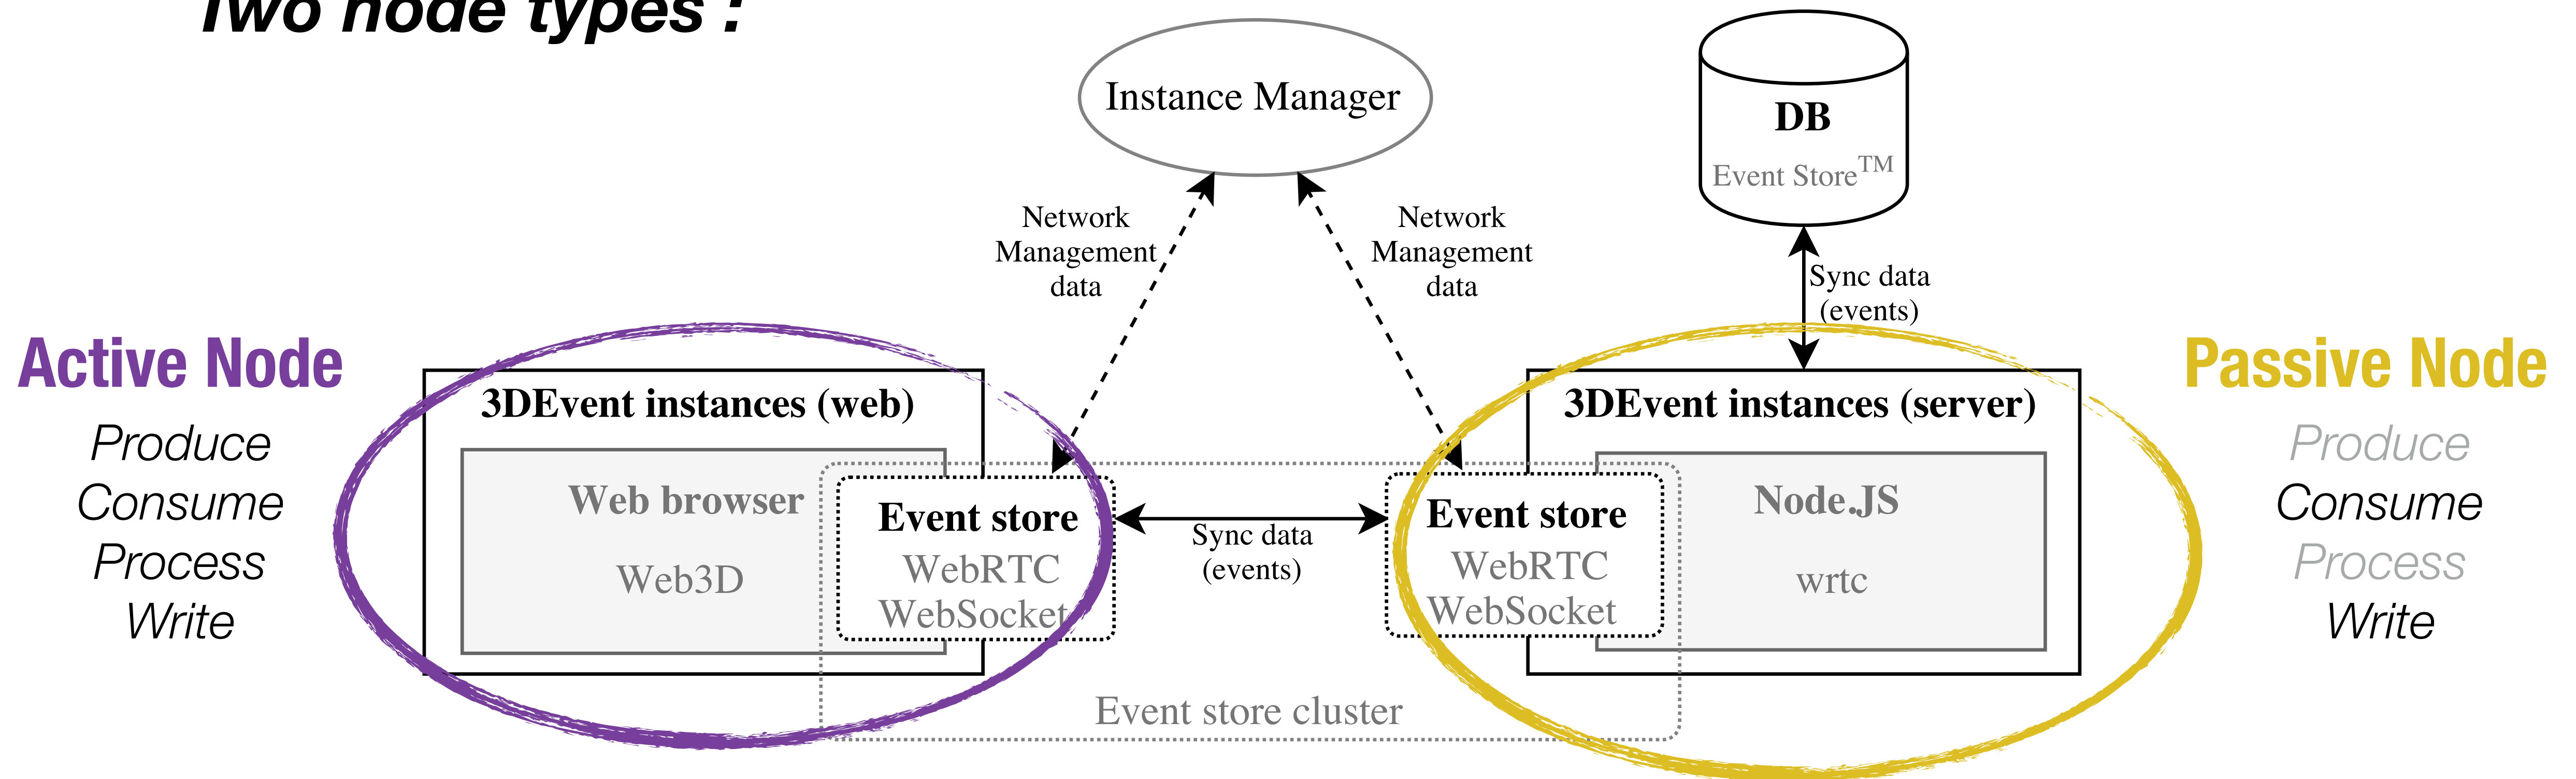 Two node types :
Instance Manager
DB
Event Store™
Network
Management
data
Network
Management
data
Sync data
(events)
Active Node
Produce
Consume
Process
Write
3DEvent instances (web)
Web browser
Web3D
Event store
WebRTC
WebSocket
Sync data
(events)
3DEvent instances (server)
Event store
WebRTC
WebSocket
Node.JS
wrtc
Event store cluster
Passive Node
Produce
Consume
Process
Write